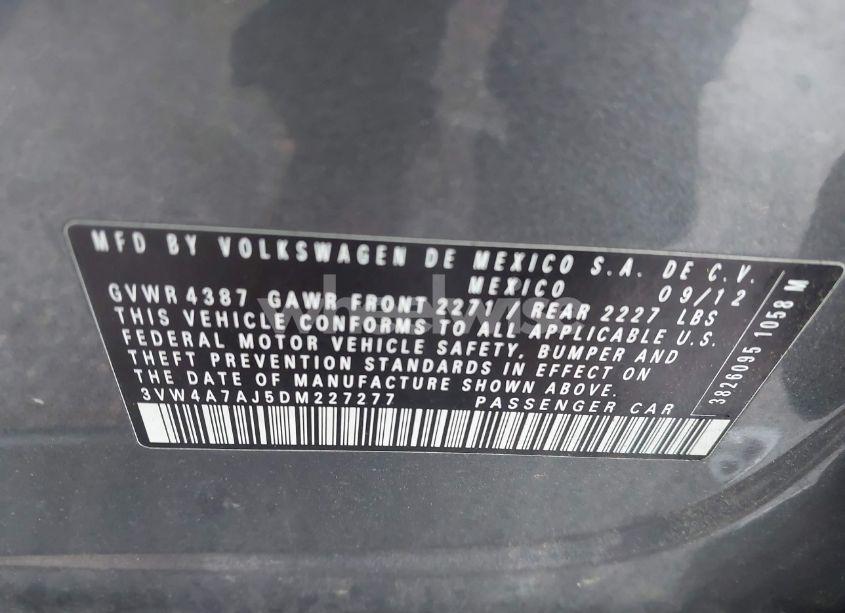 MFD BY VOLKSWAGEN DE MEXICO S.A. DE C.V.
MEXICO 09/12
GVWR 4387 GAWR FRONT 2271 / REAR 2227 LBS
THIS VEHICLE CONFORMS TO ALL APPLICABLE U.S.
FEDERAL MOTOR VEHICLE SAFETY, BUMPER AND
THEFT PREVENTION STANDARDS IN EFFECT ON
THE DATE OF MANUFACTURE SHOWN ABOVE.
3VW4A7AJ5DM227277 PASSENGER CAR
3826095 1058 M
wheelwise